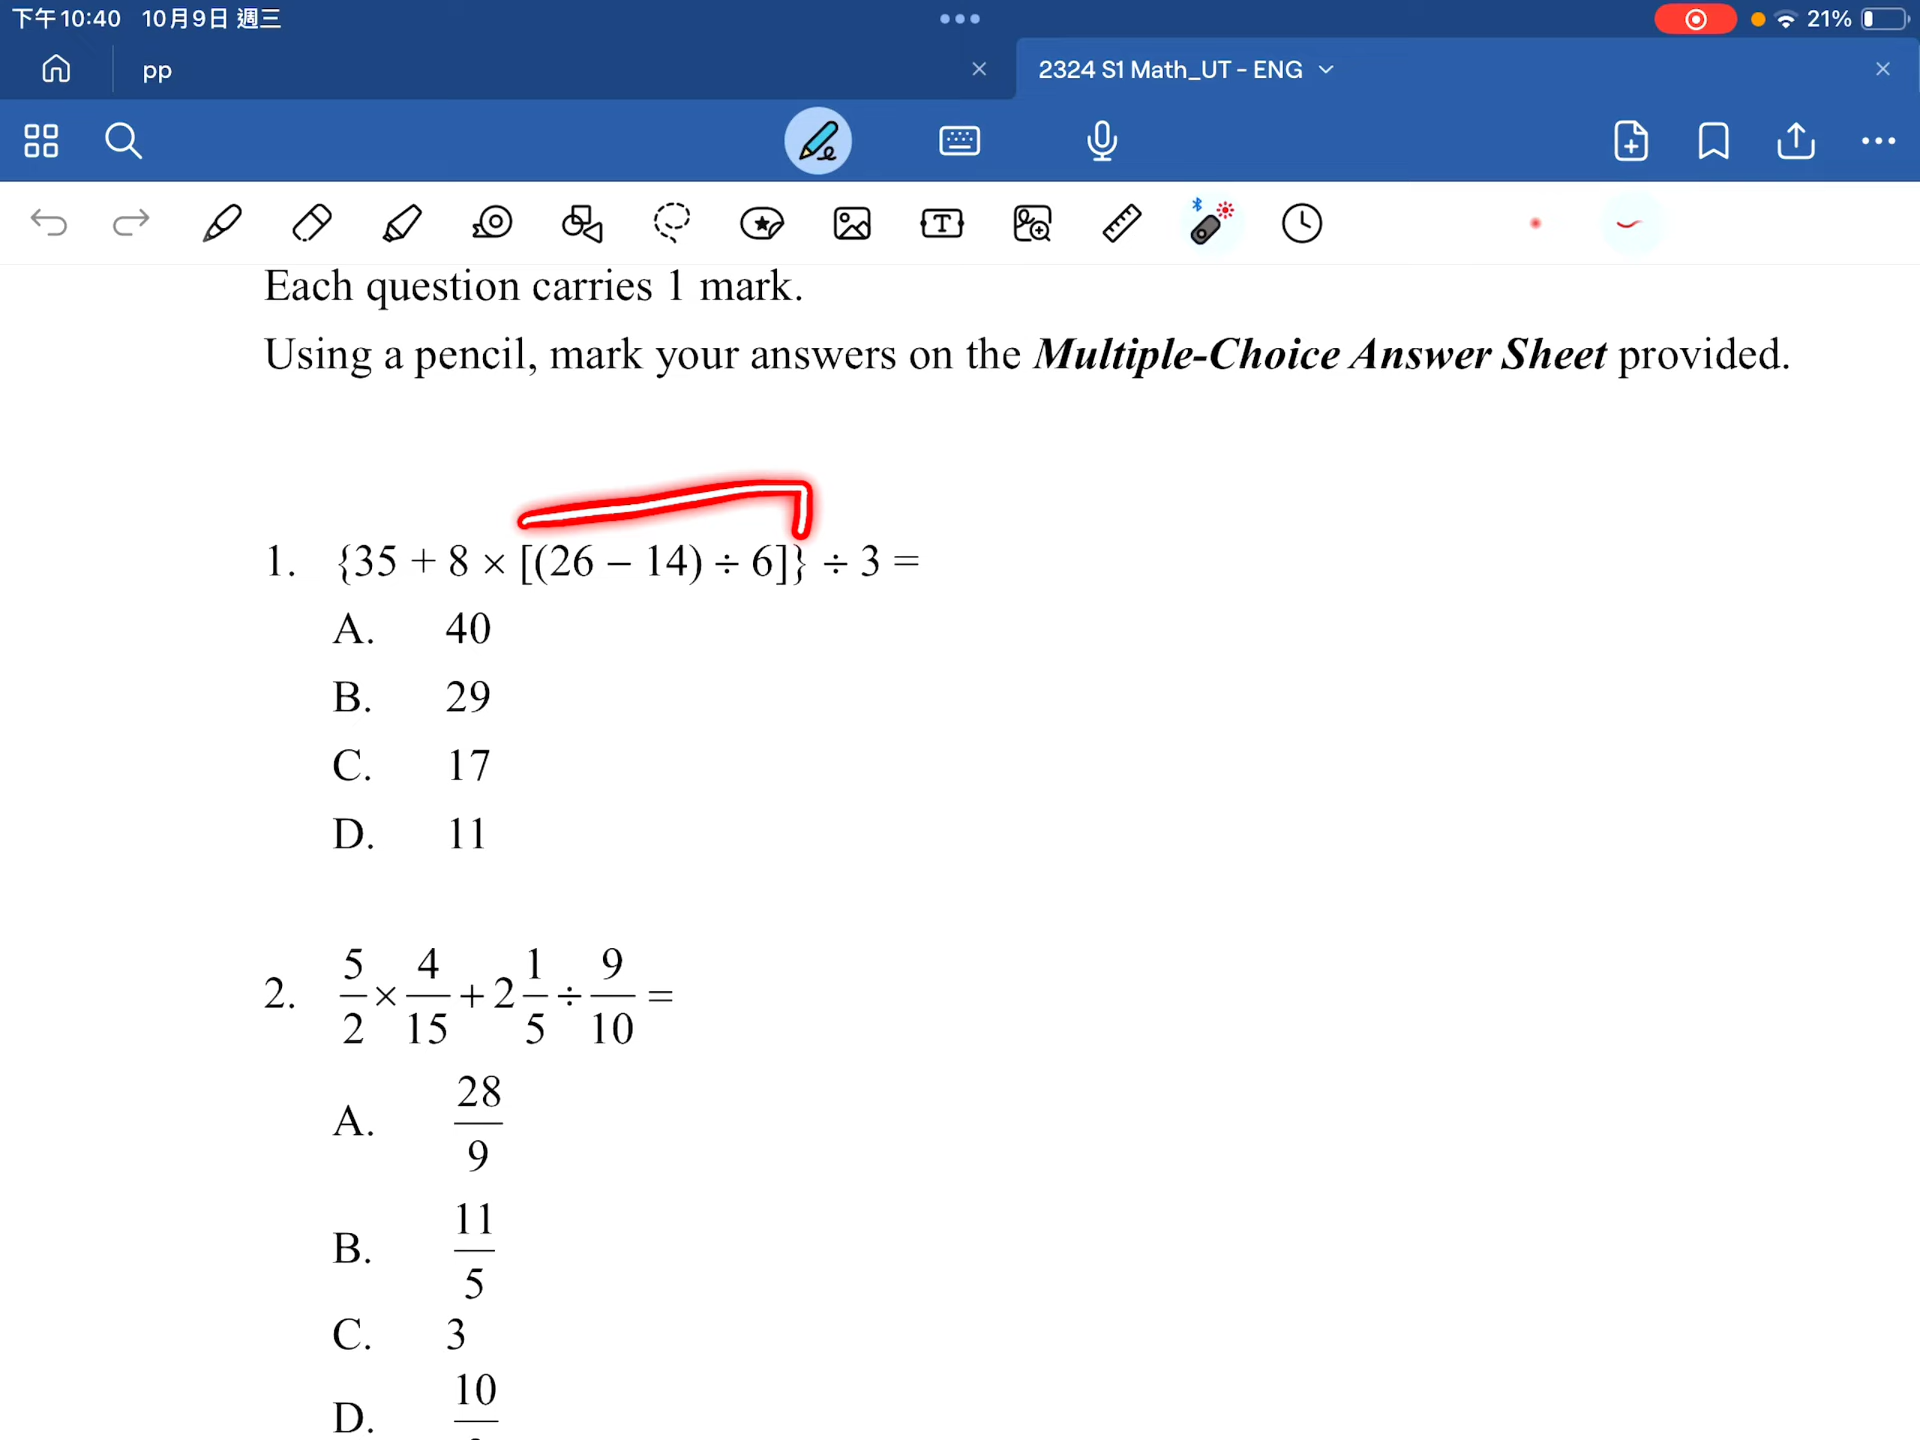 下午10:40 10月9日 週三
21%
pp
2324 S1 Math_UT - ENG
Each question carries 1 mark.
Using a pencil, mark your answers on the Multiple-Choice Answer Sheet provided.
1. {35 + 8 × [(26 − 14) ÷ 6]} ÷ 3 =
A. 40
B. 29
C. 17
D. 11
2. 5/2 × 4/15 + 2 1/5 ÷ 9/10 =
A. 28/9
B. 11/5
C. 3
D. 10